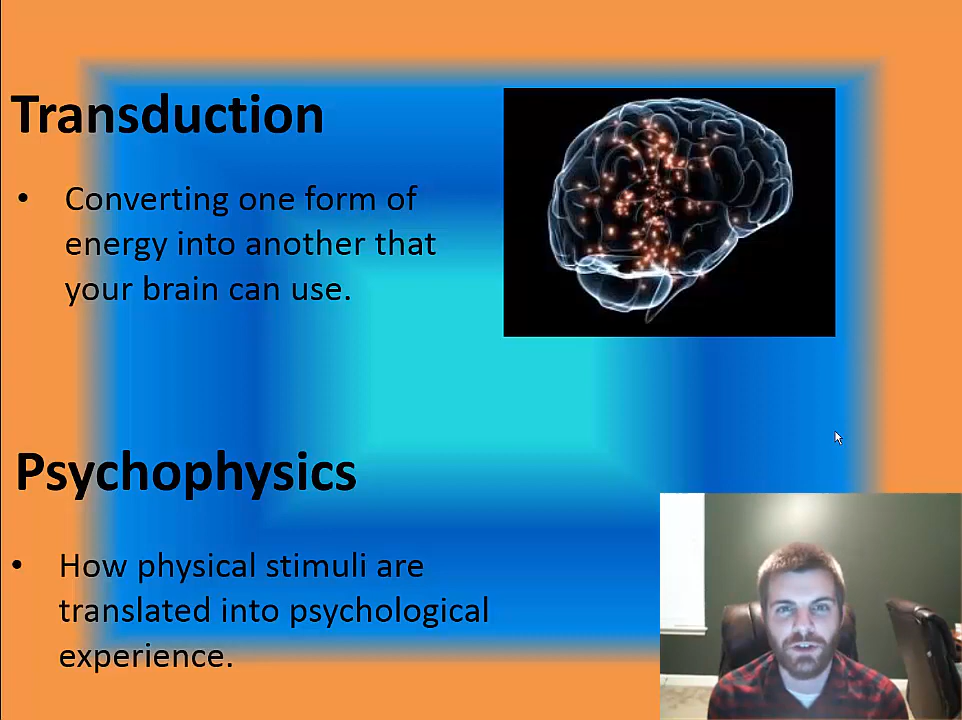 Transduction
• Converting one form of
energy into another that
your brain can use.
Psychophysics
• How physical stimuli are
translated into psychological
experience.